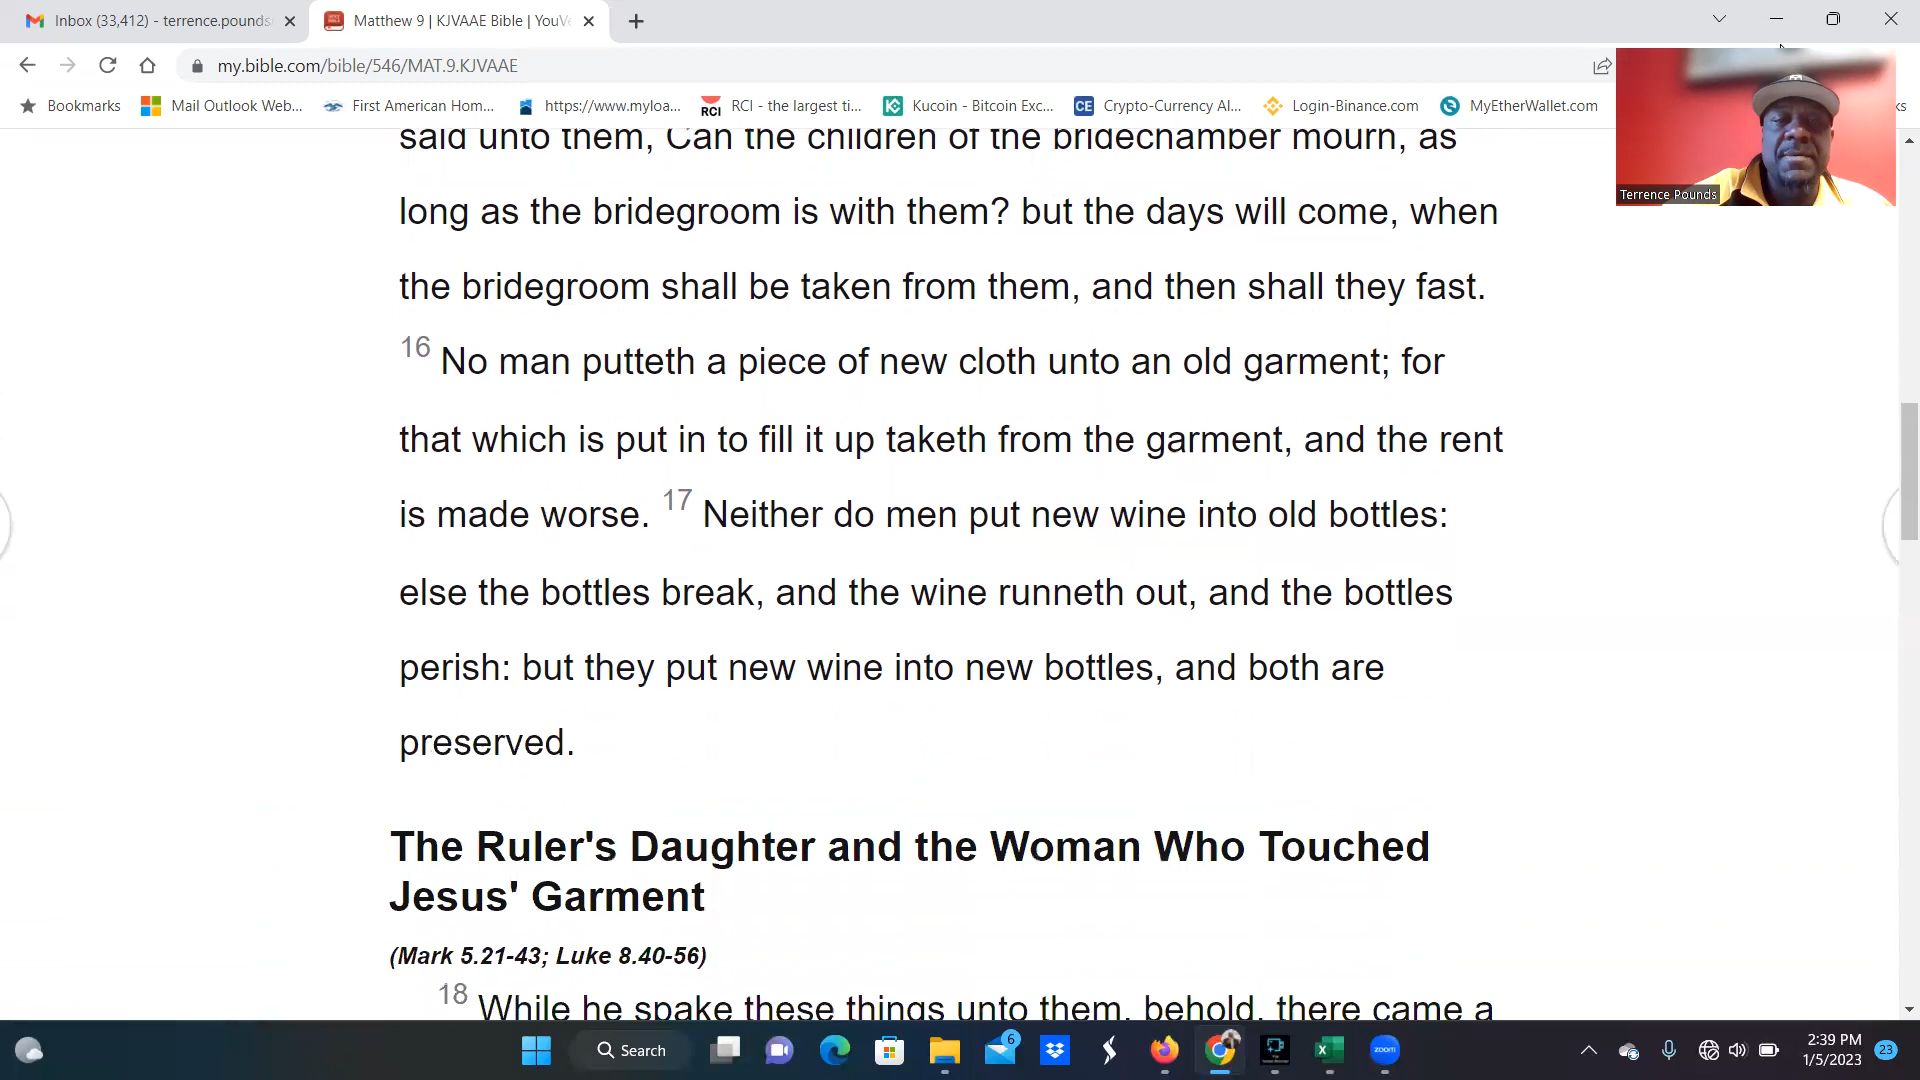 Inbox (33,412) - terrence.pounds
Matthew 9 | KJVAAE Bible | YouV
my.bible.com/bible/546/MAT.9.KJVAAE
Bookmarks
Mail Outlook Web...
First American Hom...
https://www.myloa...
RCI
RCI - the largest ti...
Kucoin - Bitcoin Exc...
CE
Crypto-Currency Al...
Login-Binance.com
MyEtherWallet.com
ks
Terrence Pounds
said unto them, Can the children of the bridechamber mourn, as
long as the bridegroom is with them? but the days will come, when
the bridegroom shall be taken from them, and then shall they fast.
16 No man putteth a piece of new cloth unto an old garment; for
that which is put in to fill it up taketh from the garment, and the rent
is made worse. 17 Neither do men put new wine into old bottles:
else the bottles break, and the wine runneth out, and the bottles
perish: but they put new wine into new bottles, and both are
preserved.
The Ruler's Daughter and the Woman Who Touched
Jesus' Garment
(Mark 5.21-43; Luke 8.40-56)
18 While he spake these things unto them, behold, there came a
Search
6
zoom
2:39 PM
1/5/2023
23